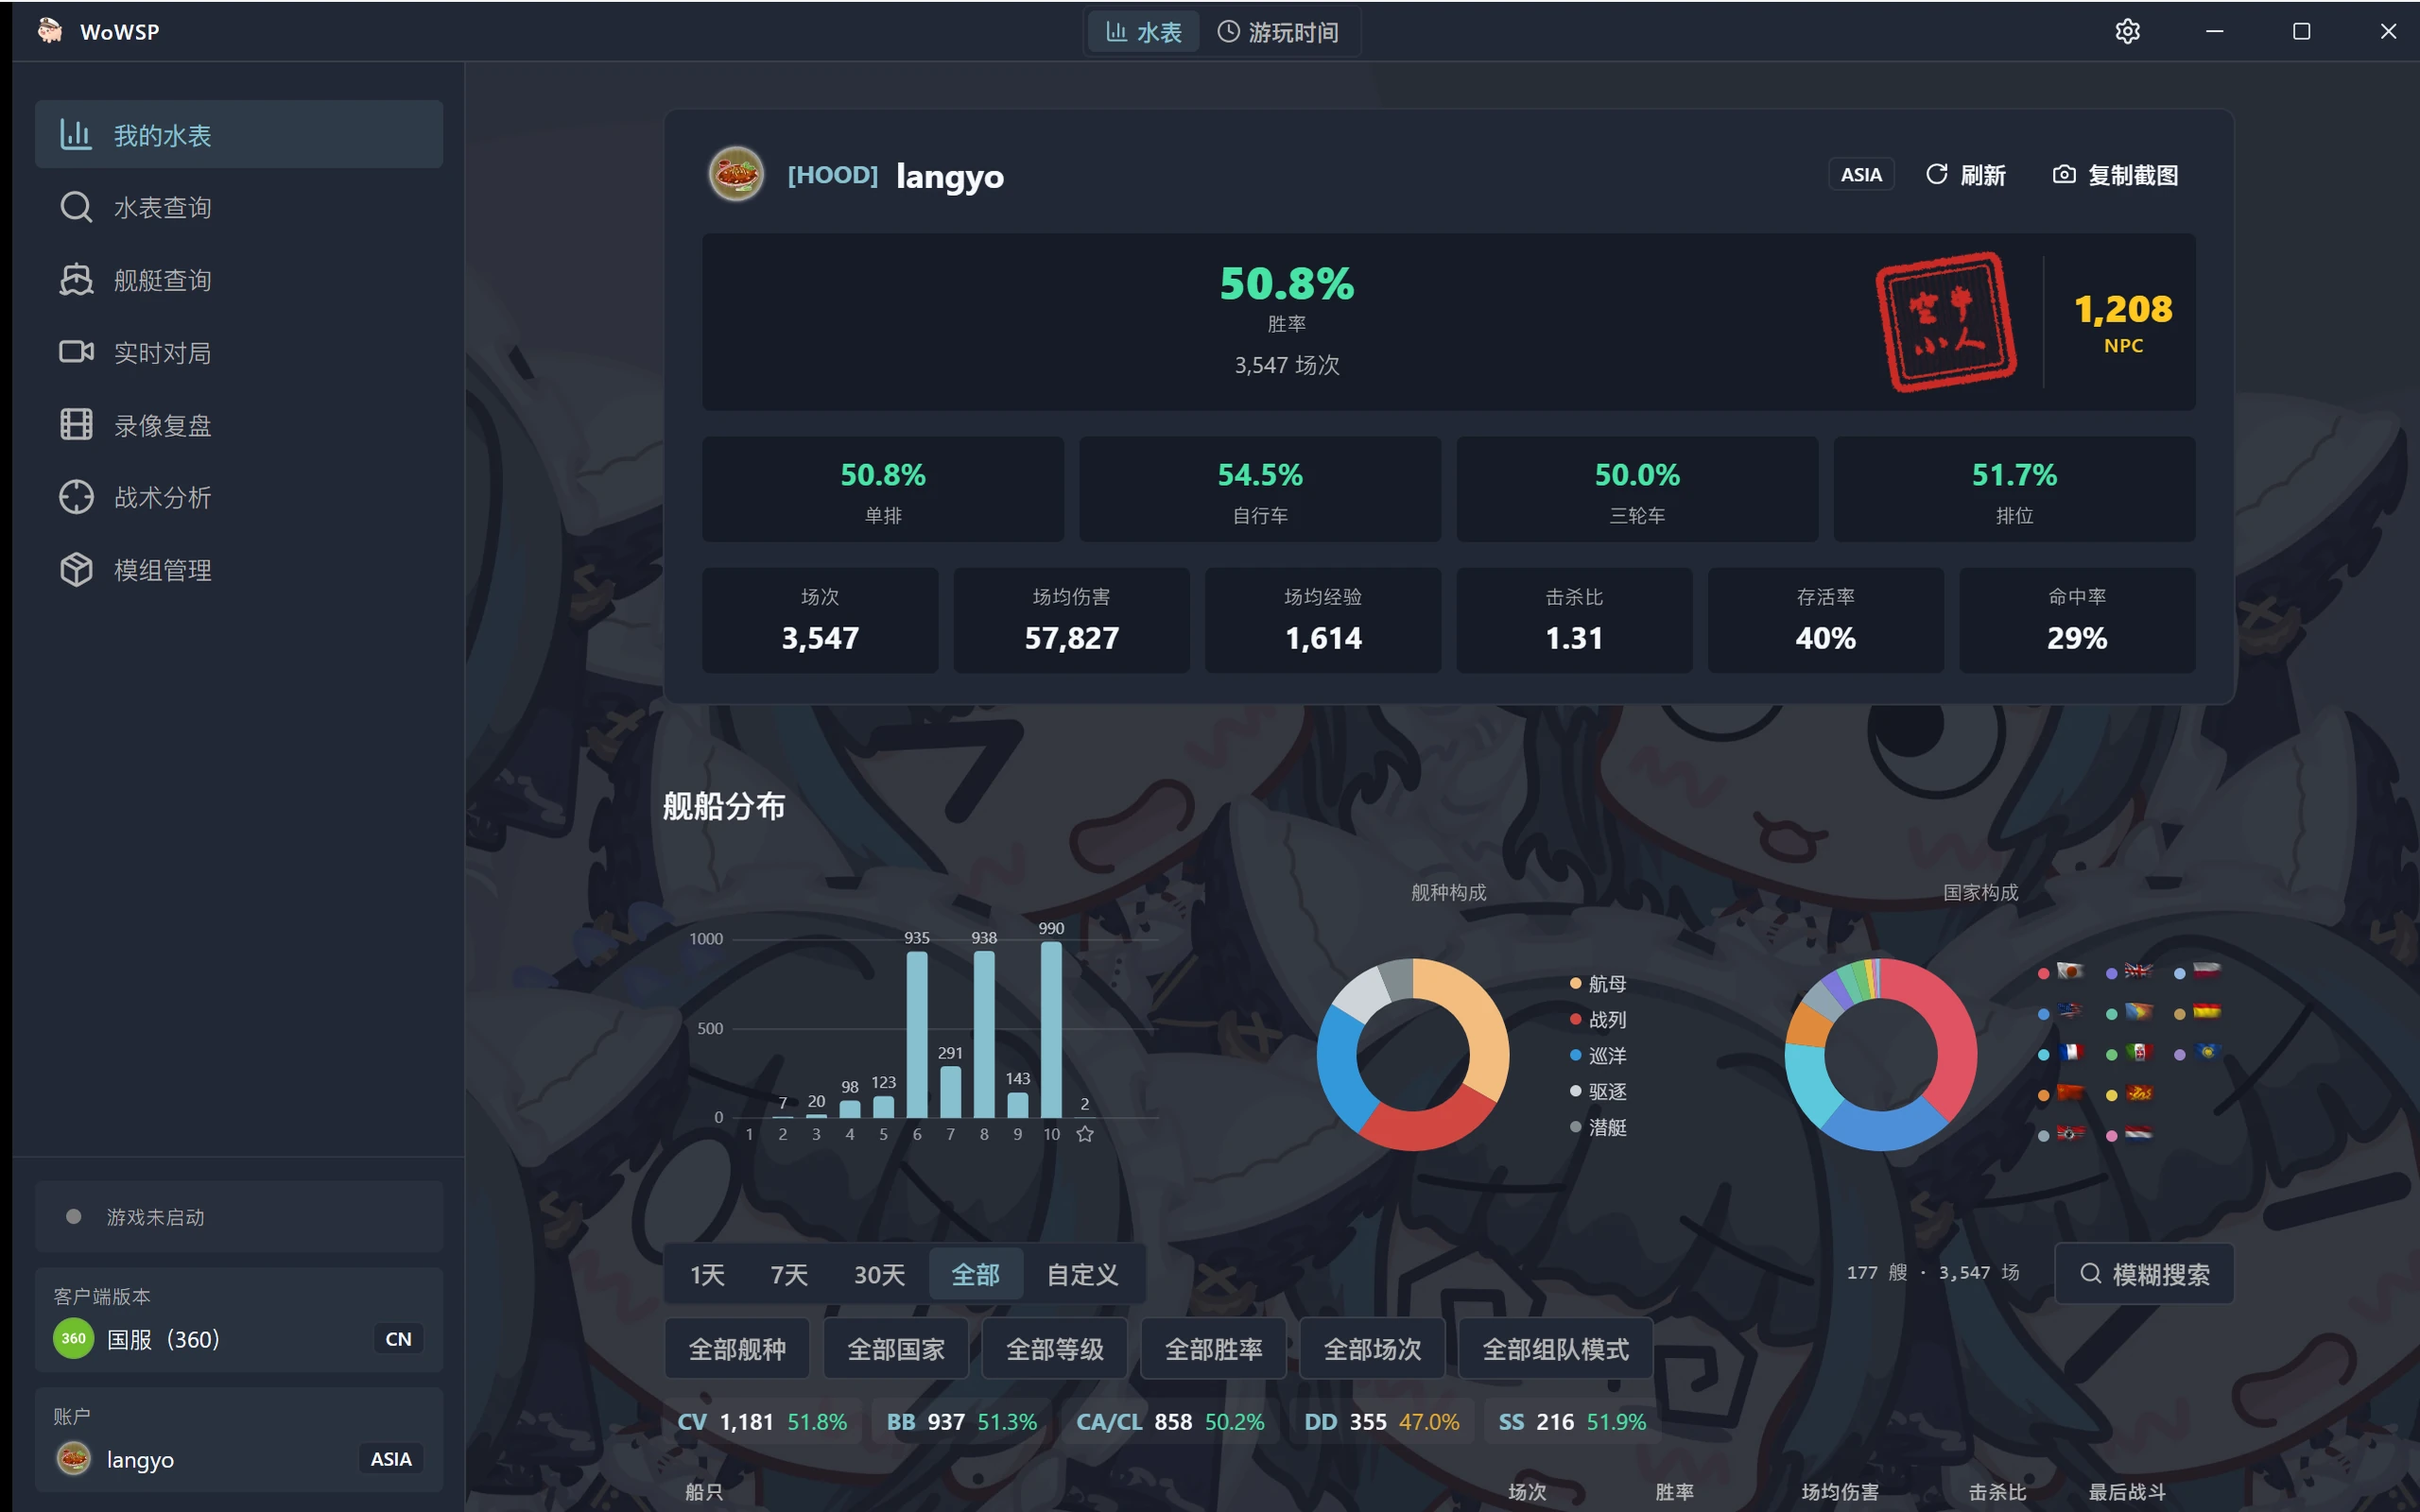 WoWSP
水表
游玩时间
我的水表
水表查询
舰艇查询
实时对局
录像复盘
战术分析
模组管理
游戏未启动
客户端版本
360
国服（360）
CN
账户
langyo
ASIA
[HOOD] langyo
ASIA
刷新
复制截图
50.8%
胜率
3,547 场次
小人
1,208
NPC
50.8%
单排
54.5%
自行车
50.0%
三轮车
51.7%
排位
场次
3,547
场均伤害
57,827
场均经验
1,614
击杀比
1.31
存活率
40%
命中率
29%
舰船分布
1000
500
0
7
20
98
123
935
291
938
143
990
2
1 2 3 4 5 6 7 8 9 10
舰种构成
航母
战列
巡洋
驱逐
潜艇
国家构成
1天 7天 30天 全部 自定义
177 艘 · 3,547 场
模糊搜索
全部舰种 全部国家 全部等级 全部胜率 全部场次 全部组队模式
CV 1,181 51.8% BB 937 51.3% CA/CL 858 50.2% DD 355 47.0% SS 216 51.9%
船只 场次 胜率 场均伤害 击杀比 最后战斗